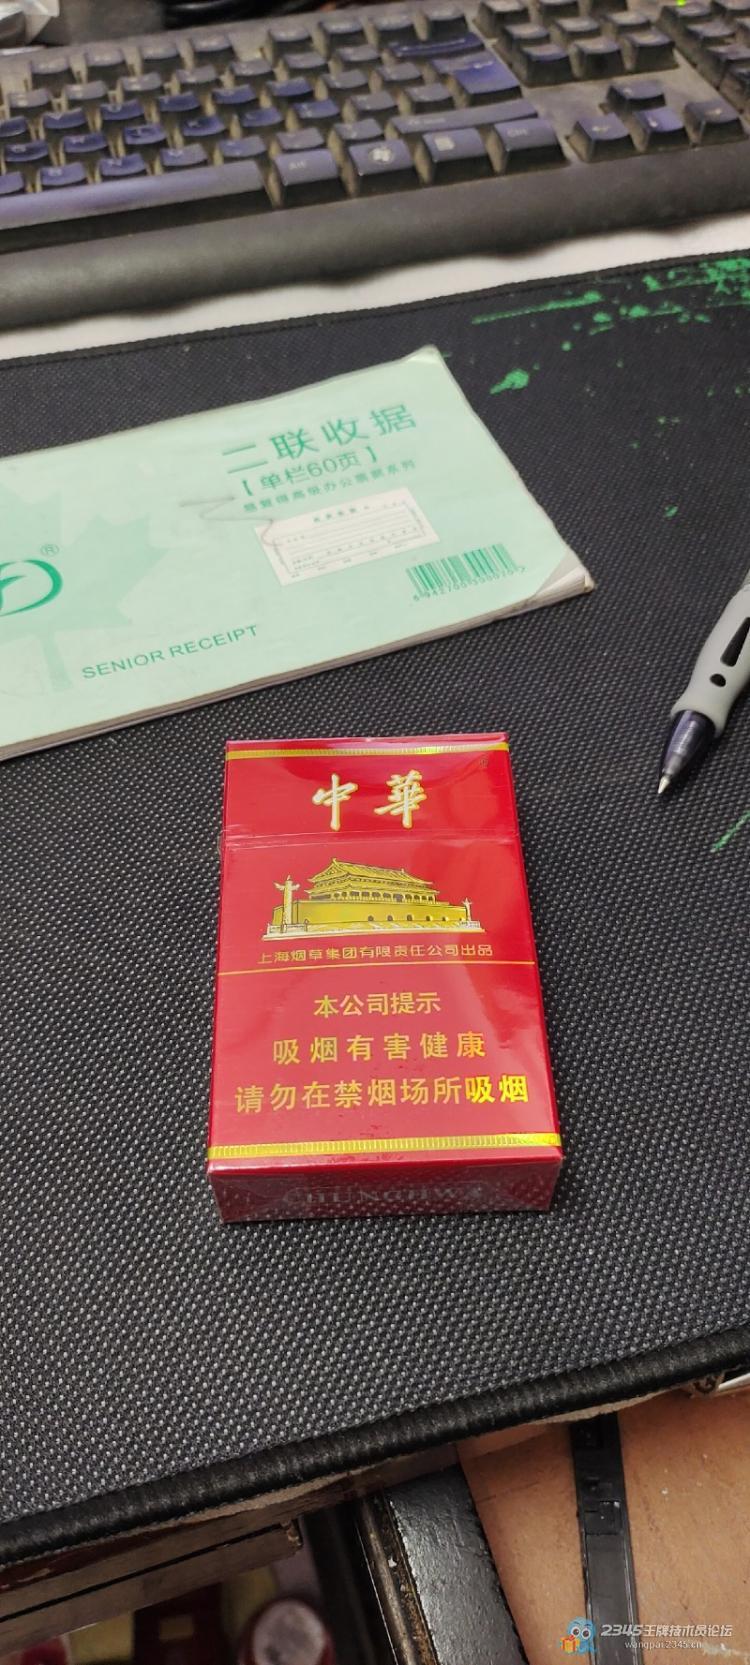 二联收据
【单栏60页】
®
SENIOR RECEIPT
中華
上海烟草集团有限责任公司出品
本公司提示
吸烟有害健康
请勿在禁烟场所吸烟
CHUNGHWA
2345王牌技术员论坛
wangpai.2345.cn